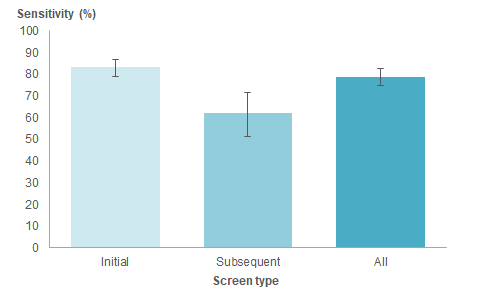 Sensitivity (%)
100
90
80
70
60
50
40
30
20
10
0
Initial
Subsequent
All
Screen type